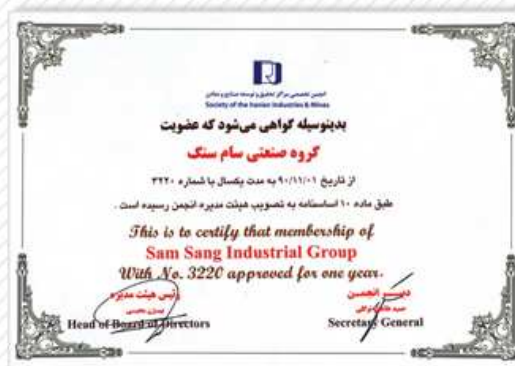 انجمن تخصصی مراکز تحقیق و توسعه صنایع و معادن
Society of the Iranian Industries & Mines
بدینوسیله گواهی می‌شود که عضویت
گروه صنعتی سام سنگ
از تاریخ ۹۰/۱۱/۰۱ به مدت یکسال با شماره ۳۲۲۰
طبق ماده ۱۰ اساسنامه به تصویب هیئت مدیره انجمن رسیده است .
This is to certify that membership of
Sam Sang Industrial Group
With No. 3220 approved for one year.
رئیس هیئت مدیره
Head of Board of Directors
دبیر انجمن
Secretary General